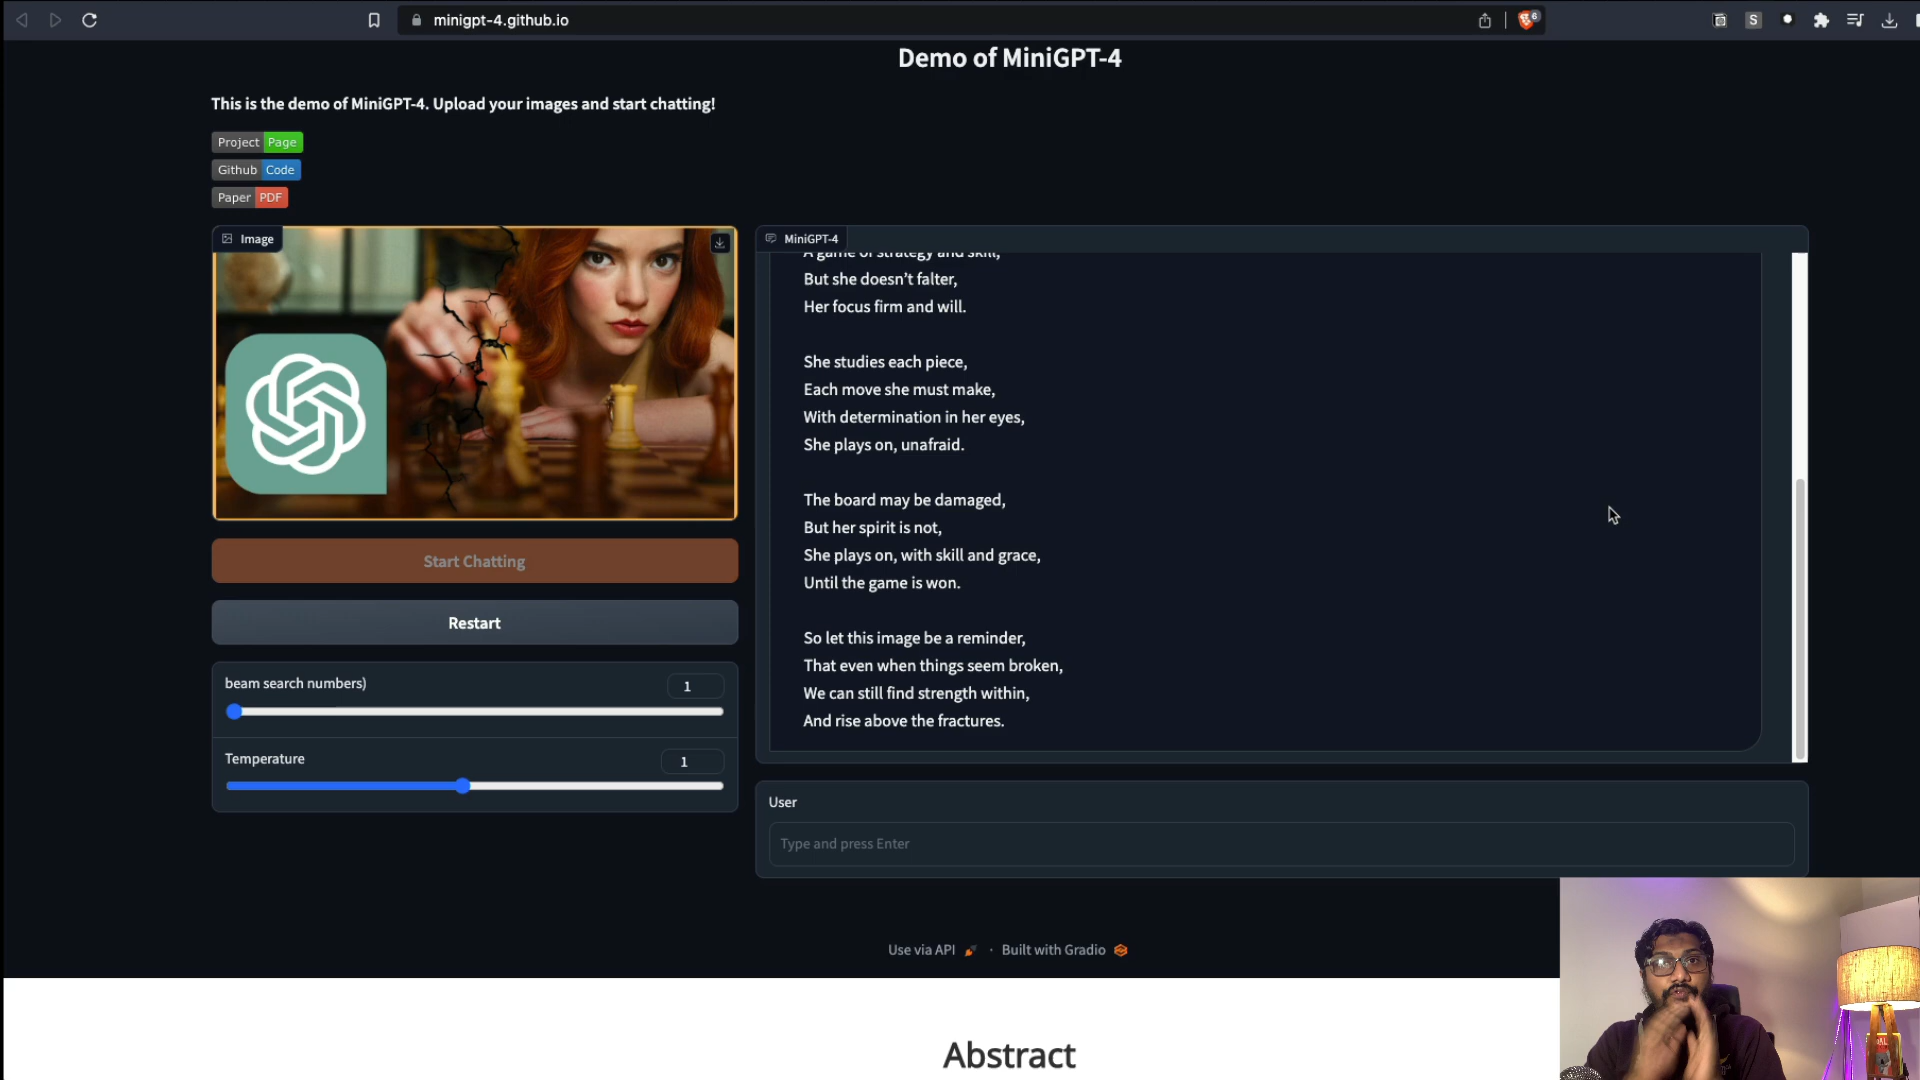 minigpt-4.github.io
6
S
Demo of MiniGPT-4
This is the demo of MiniGPT-4. Upload your images and start chatting!
Project Page
Github Code
Paper PDF
Image
MiniGPT-4
A game of strategy and skill,
But she doesn't falter,
Her focus firm and will.
She studies each piece,
Each move she must make,
With determination in her eyes,
She plays on, unafraid.
The board may be damaged,
But her spirit is not,
She plays on, with skill and grace,
Until the game is won.
So let this image be a reminder,
That even when things seem broken,
We can still find strength within,
And rise above the fractures.
Start Chatting
Restart
beam search numbers)
1
Temperature
1
User
Type and press Enter
Use via API · Built with Gradio
Abstract